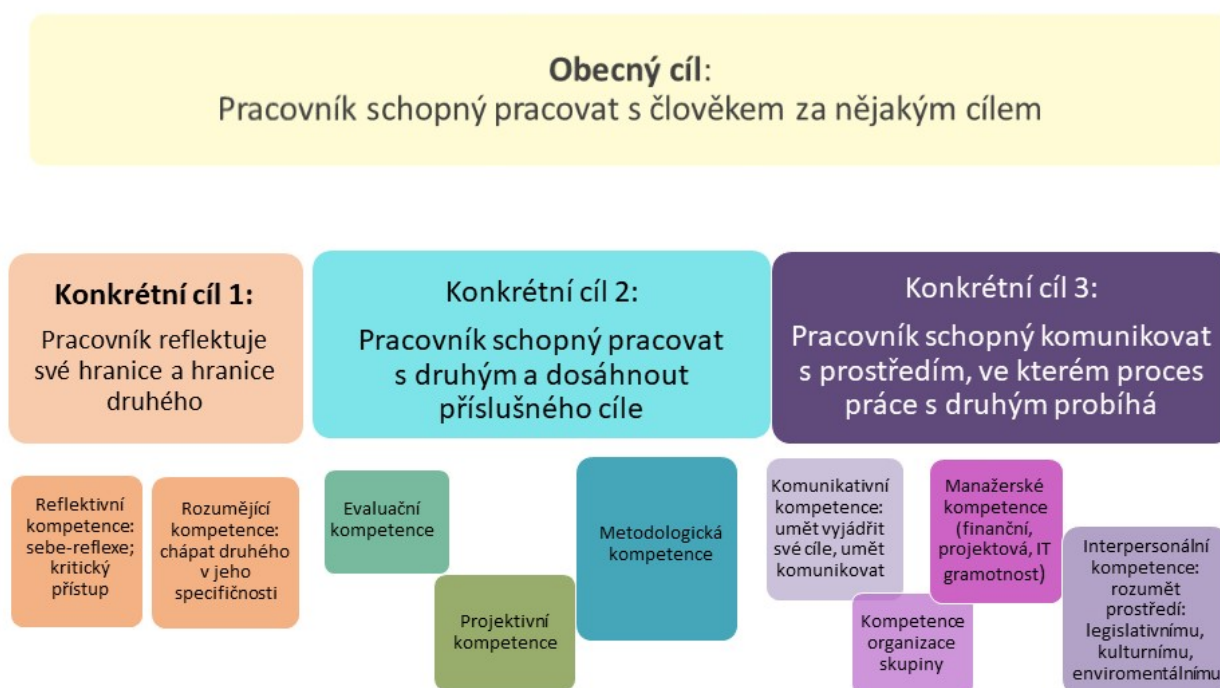 Obecný cíl:
Pracovník schopný pracovat s člověkem za nějakým cílem
Konkrétní cíl 1:
Pracovník reflektuje
své hranice a hranice
druhého
Konkrétní cíl 2:
Pracovník schopný pracovat
s druhým a dosáhnout
příslušného cíle
Konkrétní cíl 3:
Pracovník schopný komunikovat
s prostředím, ve kterém proces
práce s druhým probíhá
Reflektivní
kompetence:
sebe-reflexe;
kritický
přístup
Rozumějící
kompetence:
chápat druhého
v jeho
specifičnosti
Evaluační
kompetence
Projektivní
kompetence
Metodologická
kompetence
Komunikativní
kompetence:
umět vyjádřit
své cíle, umět
komunikovat
Kompetence
organizace
skupiny
Manažerské
kompetence
(finanční,
projektová, IT
gramotnost)
Interpersonální
kompetence:
rozumět
prostředí:
legislativnímu,
kulturnímu,
enviromentálnímu